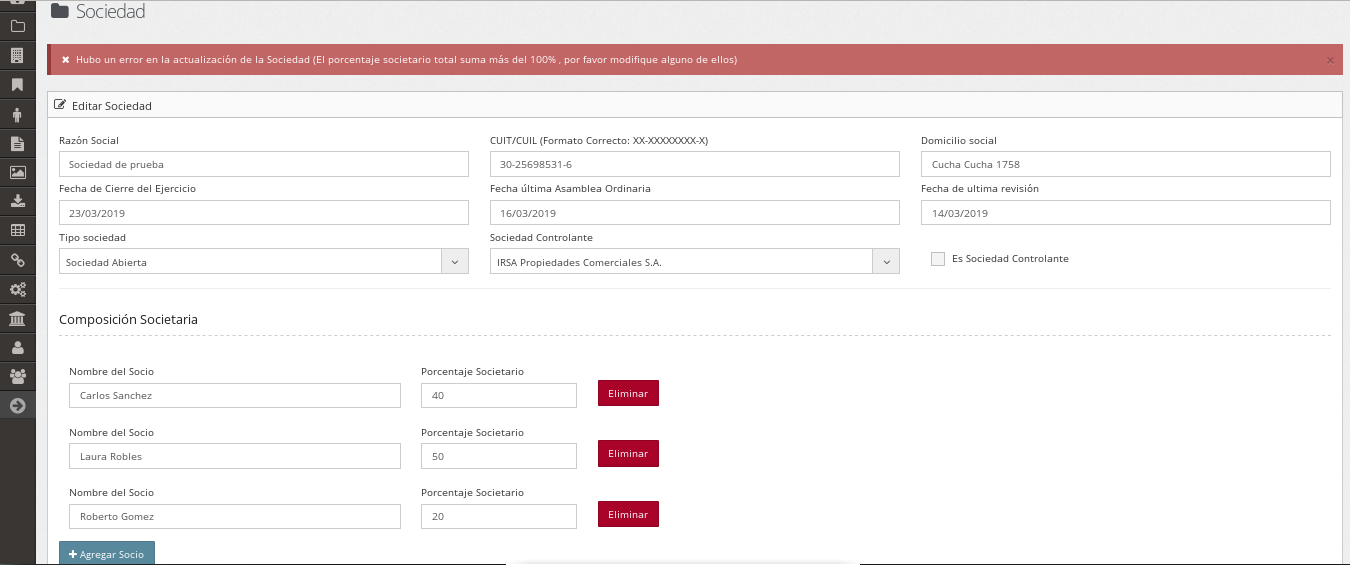 Sociedad
Hubo un error en la actualización de la Sociedad (El porcentaje societario total suma más del 100% , por favor modifique alguno de ellos)
×
Editar Sociedad
Razón Social
CUIT/CUIL (Formato Correcto: XX-XXXXXXXX-X)
Domicilio social
Sociedad de prueba
30-25698531-6
Cucha Cucha 1758
Fecha de Cierre del Ejercicio
Fecha última Asamblea Ordinaria
Fecha de ultima revisión
23/03/2019
16/03/2019
14/03/2019
Tipo sociedad
Sociedad Controlante
Sociedad Abierta
IRSA Propiedades Comerciales S.A.
Es Sociedad Controlante
Composición Societaria
Nombre del Socio
Porcentaje Societario
Carlos Sanchez
40
Eliminar
Nombre del Socio
Porcentaje Societario
Laura Robles
50
Eliminar
Nombre del Socio
Porcentaje Societario
Roberto Gomez
20
Eliminar
+ Agregar Socio